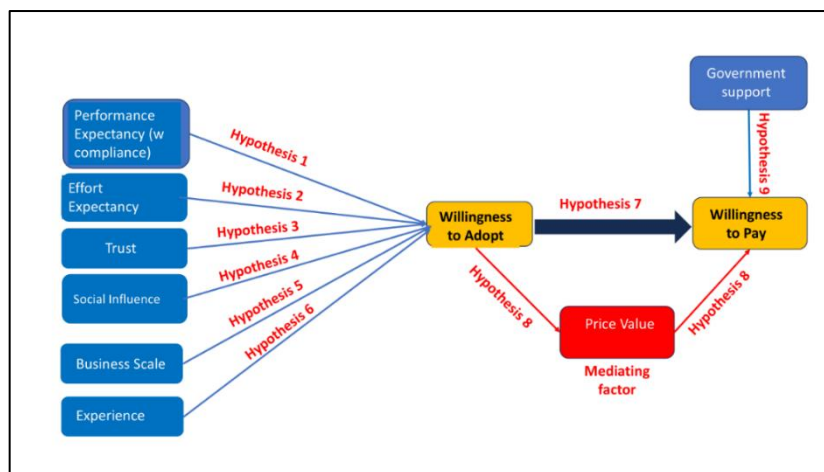 Government
support
Performance
Expectancy (w
compliance)
Hypothesis 1
Hypothesis 9
Effort
Expectancy
Hypothesis 2
Willingness
to Adopt
Hypothesis 7
Willingness
to Pay
Trust
Hypothesis 3
Social Influence
Hypothesis 4
Hypothesis 5
Hypothesis 6
Hypothesis 8
Price Value
Hypothesis 8
Business Scale
Mediating
factor
Experience